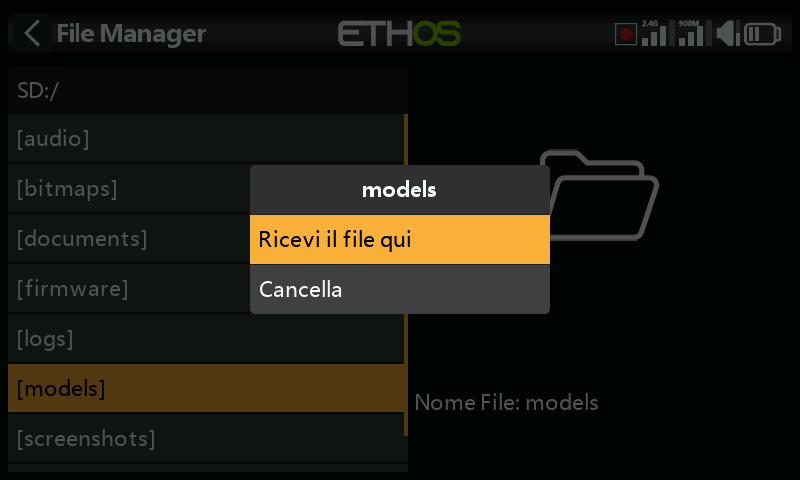 File Manager
ETHOS
2.4G
900M
SD:/
[audio]
[bitmaps]
[documents]
[firmware]
[logs]
[models]
[screenshots]
models
Ricevi il file qui
Cancella
Nome File: models